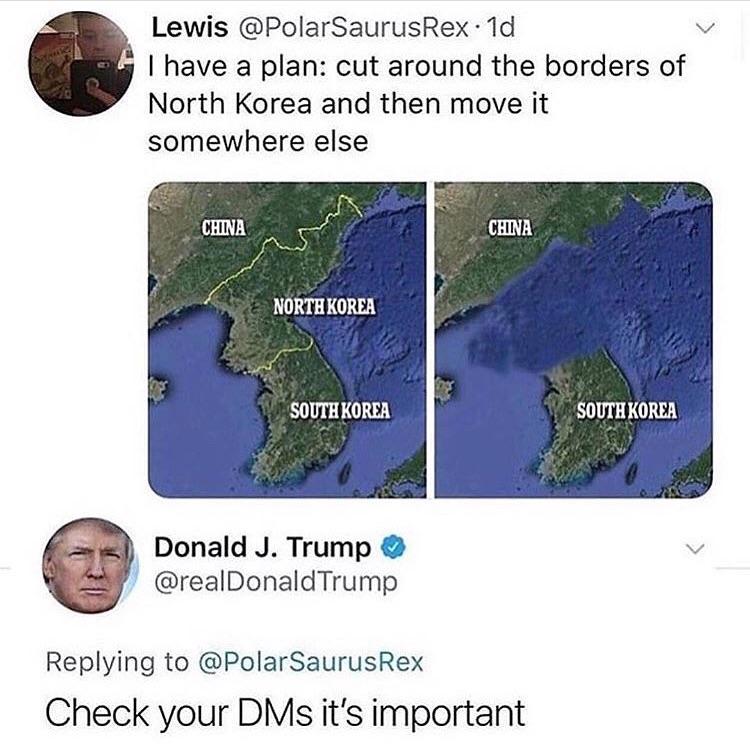 Lewis @PolarSaurusRex · 1d
I have a plan: cut around the borders of
North Korea and then move it
somewhere else
CHINA
NORTH KOREA
SOUTH KOREA
CHINA
SOUTH KOREA
Donald J. Trump
@realDonaldTrump
Replying to @PolarSaurusRex
Check your DMs it's important